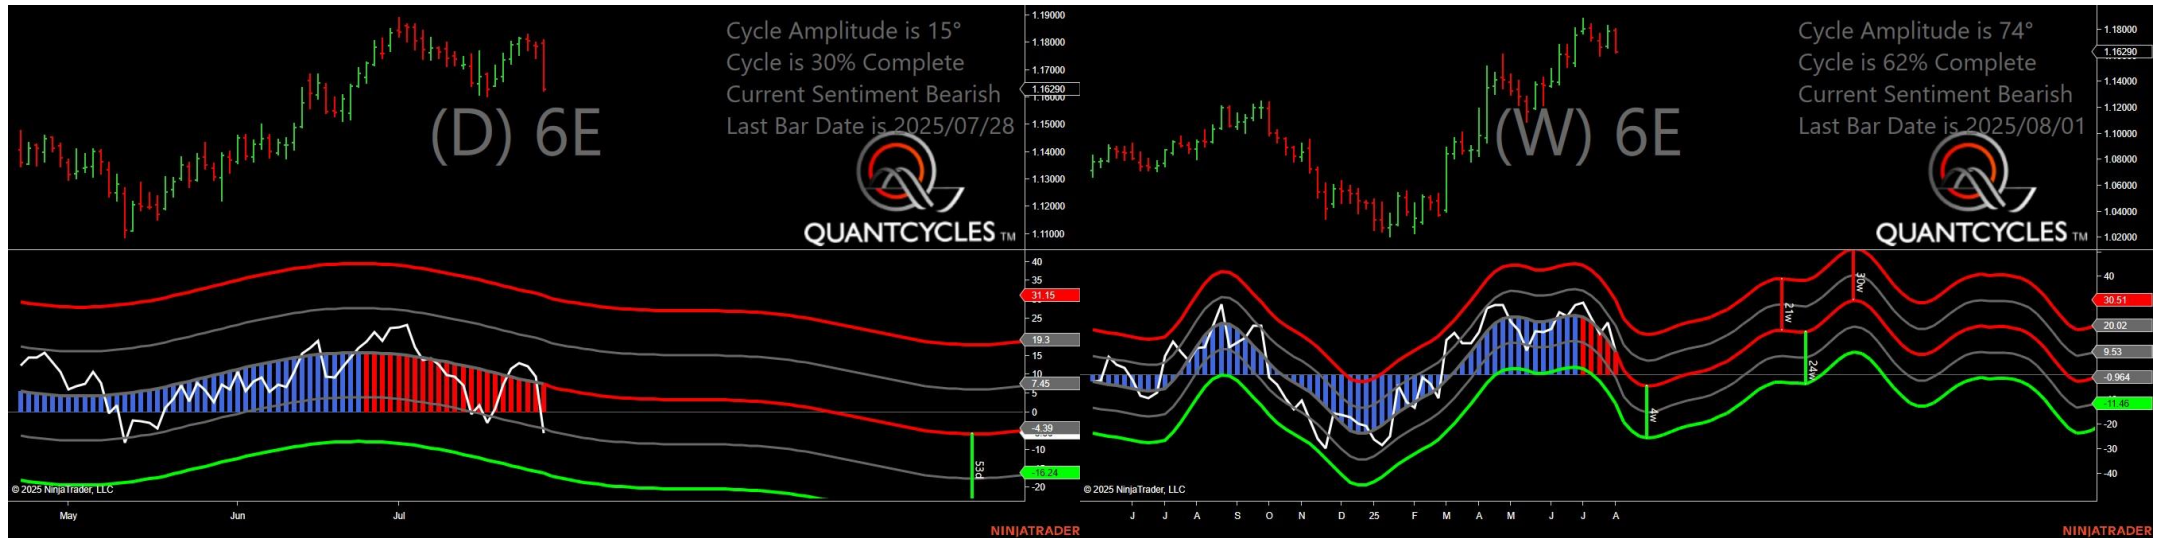 Cycle Amplitude is 15°
Cycle is 30% Complete
Current Sentiment Bearish
Last Bar Date is 2025/07/28
(D) 6E
QUANTCYCLES TM
1.19000
1.18000
1.17000
1.16290
1.16000
1.15000
1.14000
1.13000
1.12000
1.11000
40
35
31.15
25
19.3
15
10
7.45
5
0
-4.39
-10
-16.24
-20
53d
© 2025 NinjaTrader, LLC
May Jun Jul
NINJATRADER
Cycle Amplitude is 74°
Cycle is 62% Complete
Current Sentiment Bearish
Last Bar Date is 2025/08/01
(W) 6E
QUANTCYCLES TM
1.18000
1.16290
1.14000
1.12000
1.10000
1.08000
1.06000
1.04000
1.02000
40
30.51
20.02
9.53
-0.964
-11.46
-20
-30
-40
4w
21w
24w
30w
© 2025 NinjaTrader, LLC
J J A S O N D 25 F M A M J J A
NINJATRADER